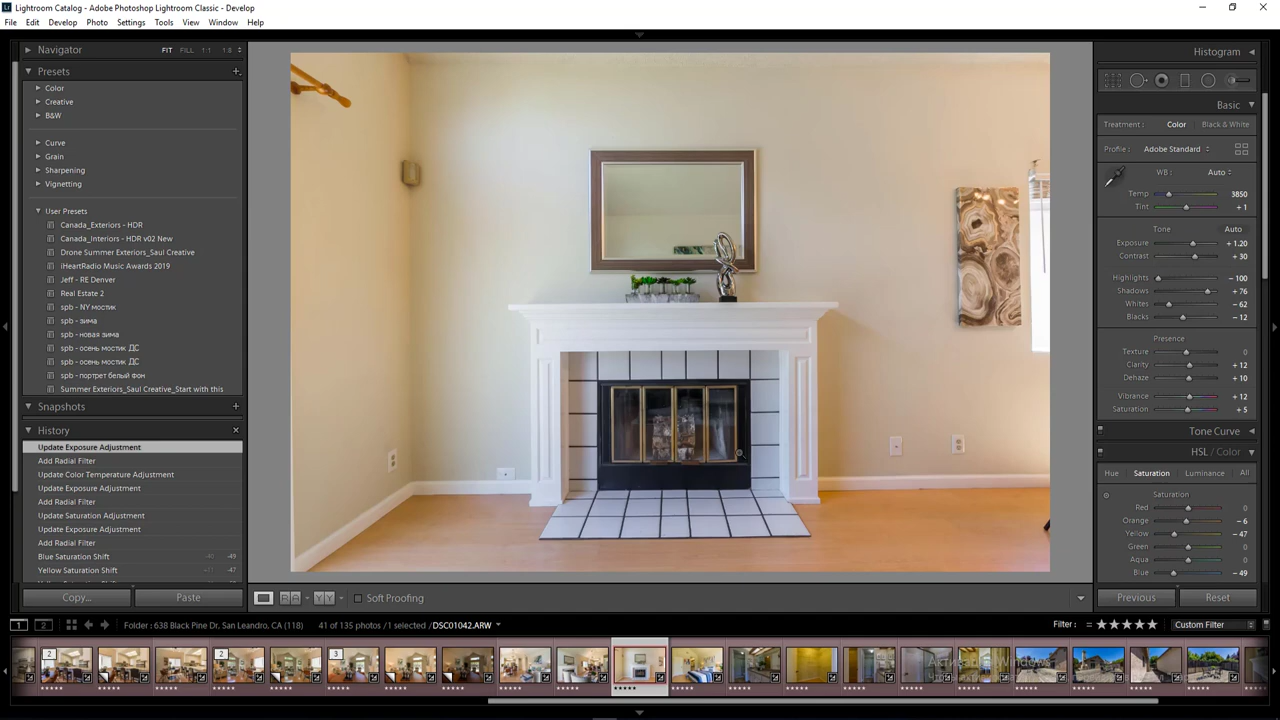 Lightroom Catalog - Adobe Photoshop Lightroom Classic - Develop
File Edit Develop Photo Settings Tools View Window Help
Navigator FIT FILL 1:1 1:8
Presets
Color
Creative
B&W
Curve
Grain
Sharpening
Vignetting
User Presets
Canada_Exteriors - HDR
Canada_Interiors - HDR v02 New
Drone Summer Exteriors_Saul Creative
iHeartRadio Music Awards 2019
Jeff - RE Denver
Real Estate 2
spb - NY мостик
spb - зима
spb - новая зима
spb - осень мостик ДС
spb - осень мостик ДС
spb - портрет белый фон
Summer Exteriors_Saul Creative_Start with this
Snapshots
History
Update Exposure Adjustment
Add Radial Filter
Update Color Temperature Adjustment
Update Exposure Adjustment
Add Radial Filter
Update Saturation Adjustment
Update Exposure Adjustment
Add Radial Filter
Blue Saturation Shift -40 -49
Yellow Saturation Shift -47
Copy... Paste
Histogram
Basic
Treatment : Color Black & White
Profile : Adobe Standard
WB : Auto
Temp 3850
Tint + 1
Tone Auto
Exposure + 1.20
Contrast + 30
Highlights − 100
Shadows + 76
Whites − 62
Blacks − 12
Presence
Texture 0
Clarity + 12
Dehaze + 10
Vibrance + 12
Saturation + 5
Tone Curve
HSL / Color
Hue Saturation Luminance All
Saturation
Red 0
Orange − 6
Yellow − 47
Green 0
Aqua 0
Blue − 49
Previous Reset
Soft Proofing
1 2 Folder : 638 Black Pine Dr, San Leandro, CA (118) 41 of 135 photos /1 selected /DSC01042.ARW Filter : Custom Filter
2 2 3
Активация Windows